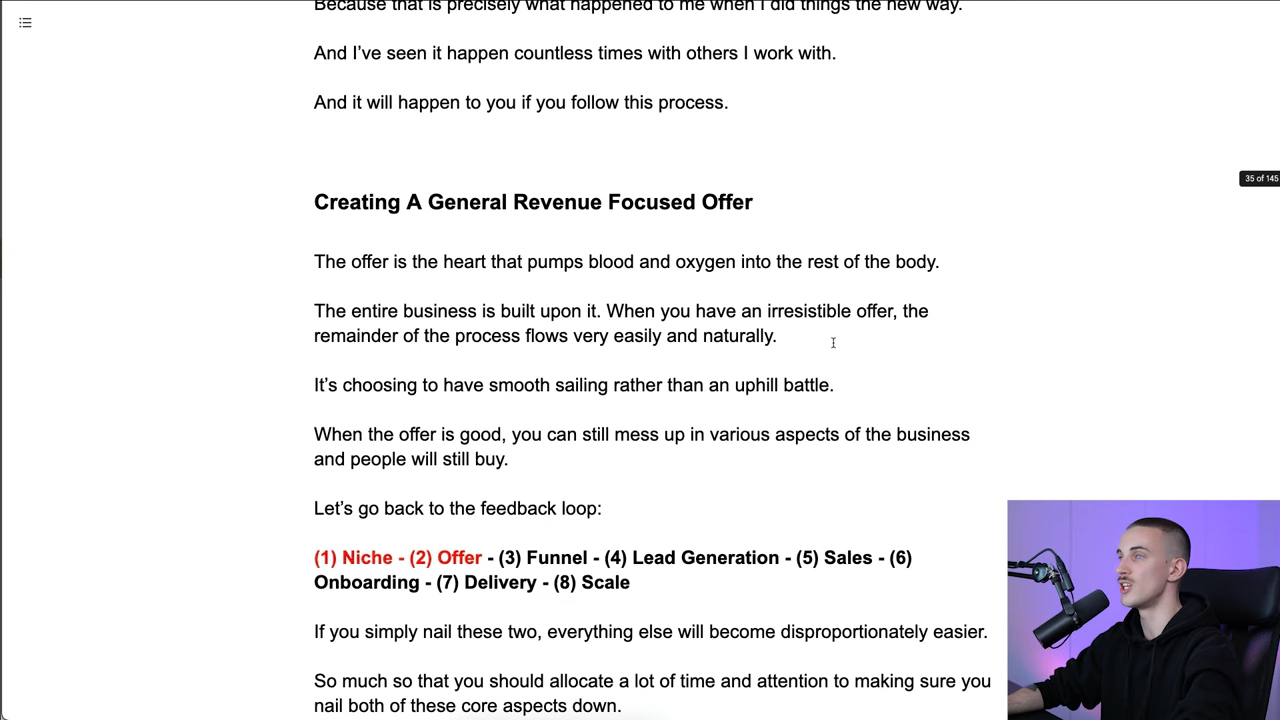 Because that is precisely what happened to me when I did things the new way.
And I’ve seen it happen countless times with others I work with.
And it will happen to you if you follow this process.
35 of 145
Creating A General Revenue Focused Offer
The offer is the heart that pumps blood and oxygen into the rest of the body.
The entire business is built upon it. When you have an irresistible offer, the
remainder of the process flows very easily and naturally.
It’s choosing to have smooth sailing rather than an uphill battle.
When the offer is good, you can still mess up in various aspects of the business
and people will still buy.
Let’s go back to the feedback loop:
(1) Niche - (2) Offer - (3) Funnel - (4) Lead Generation - (5) Sales - (6)
Onboarding - (7) Delivery - (8) Scale
If you simply nail these two, everything else will become disproportionately easier.
So much so that you should allocate a lot of time and attention to making sure you
nail both of these core aspects down.